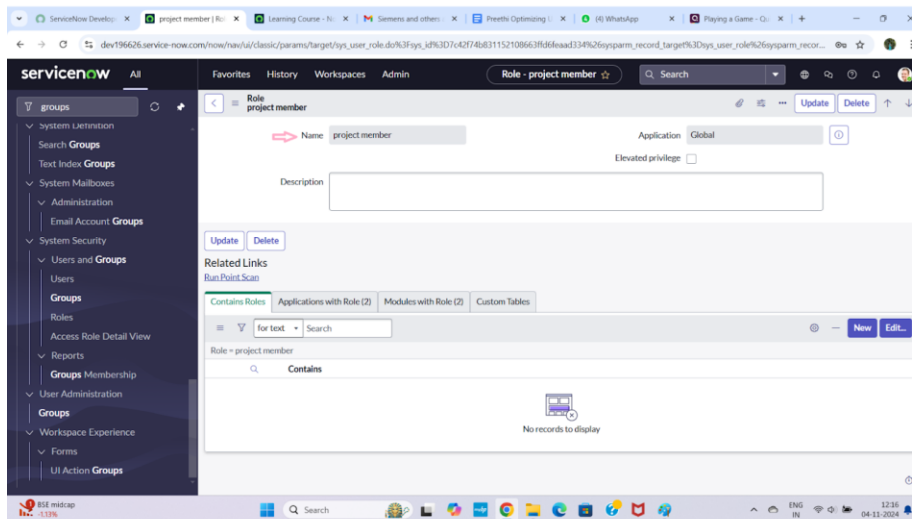 ServiceNow Develop
project member | Ro
Learning Course - N
Siemens and others
Preethi Optimizing U
(4) WhatsApp
Playing a Game - Q
dev196626.service-now.com/now/nav/ui/classic/params/target/sys_user_role.do%3Fsys_id%3D7c42f74b831152108663ffd6feaad334%26sysparm_record_target%3Dsys_user_role%26sysparm_recor...
servicenow
All
Favorites
History
Workspaces
Admin
Role - project member
Search
groups
System Definition
Search Groups
Text Index Groups
System Mailboxes
Administration
Email Account Groups
System Security
Users and Groups
Users
Groups
Roles
Access Role Detail View
Reports
Groups Membership
User Administration
Groups
Workspace Experience
Forms
UI Action Groups
Role
project member
Update
Delete
Name
project member
Application
Global
Elevated privilege
Description
Update
Delete
Related Links
Run Point Scan
Contains Roles
Applications with Role (2)
Modules with Role (2)
Custom Tables
for text
Search
New
Edit...
Role = project member
Contains
No records to display
BSE midcap
-1.13%
Search
ENG
IN
12:16
04-11-2024